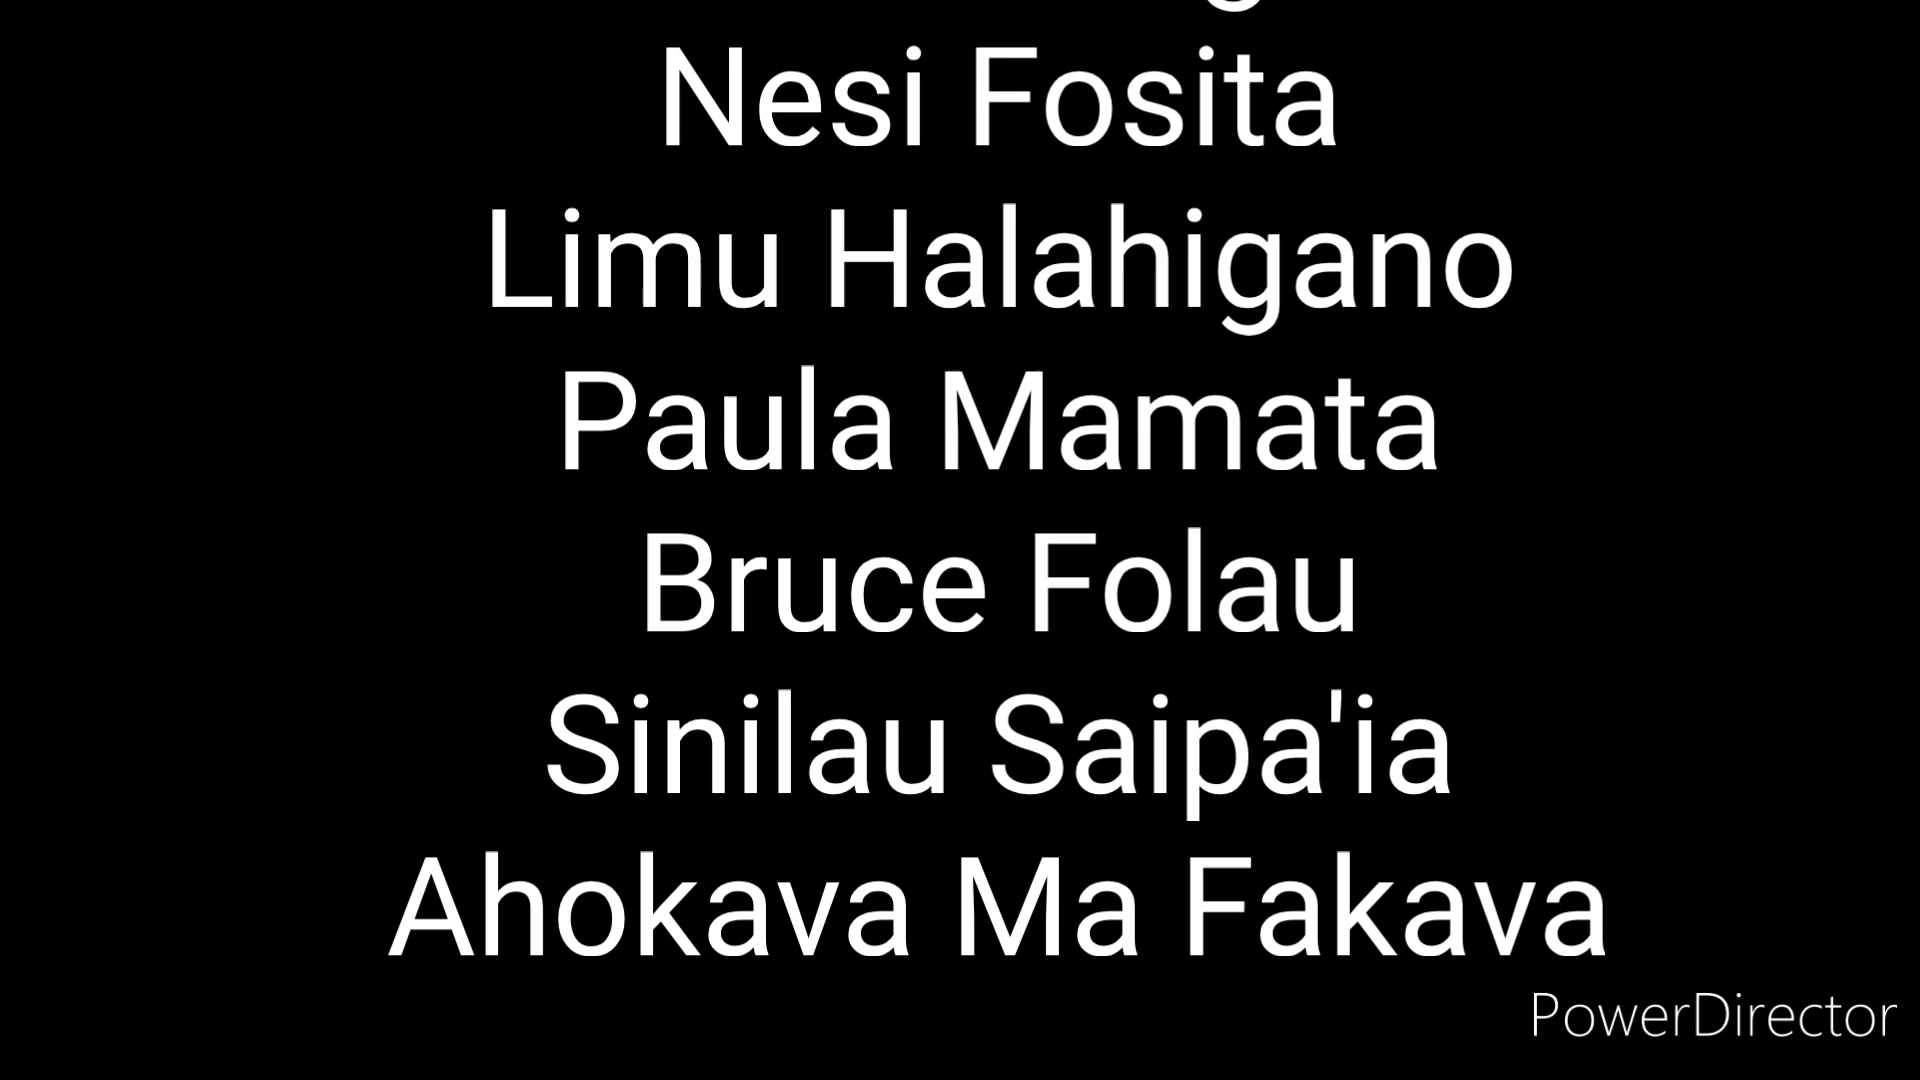 Nesi Fosita
Limu Halahigano
Paula Mamata
Bruce Folau
Sinilau Saipa'ia
Ahokava Ma Fakava
PowerDirector